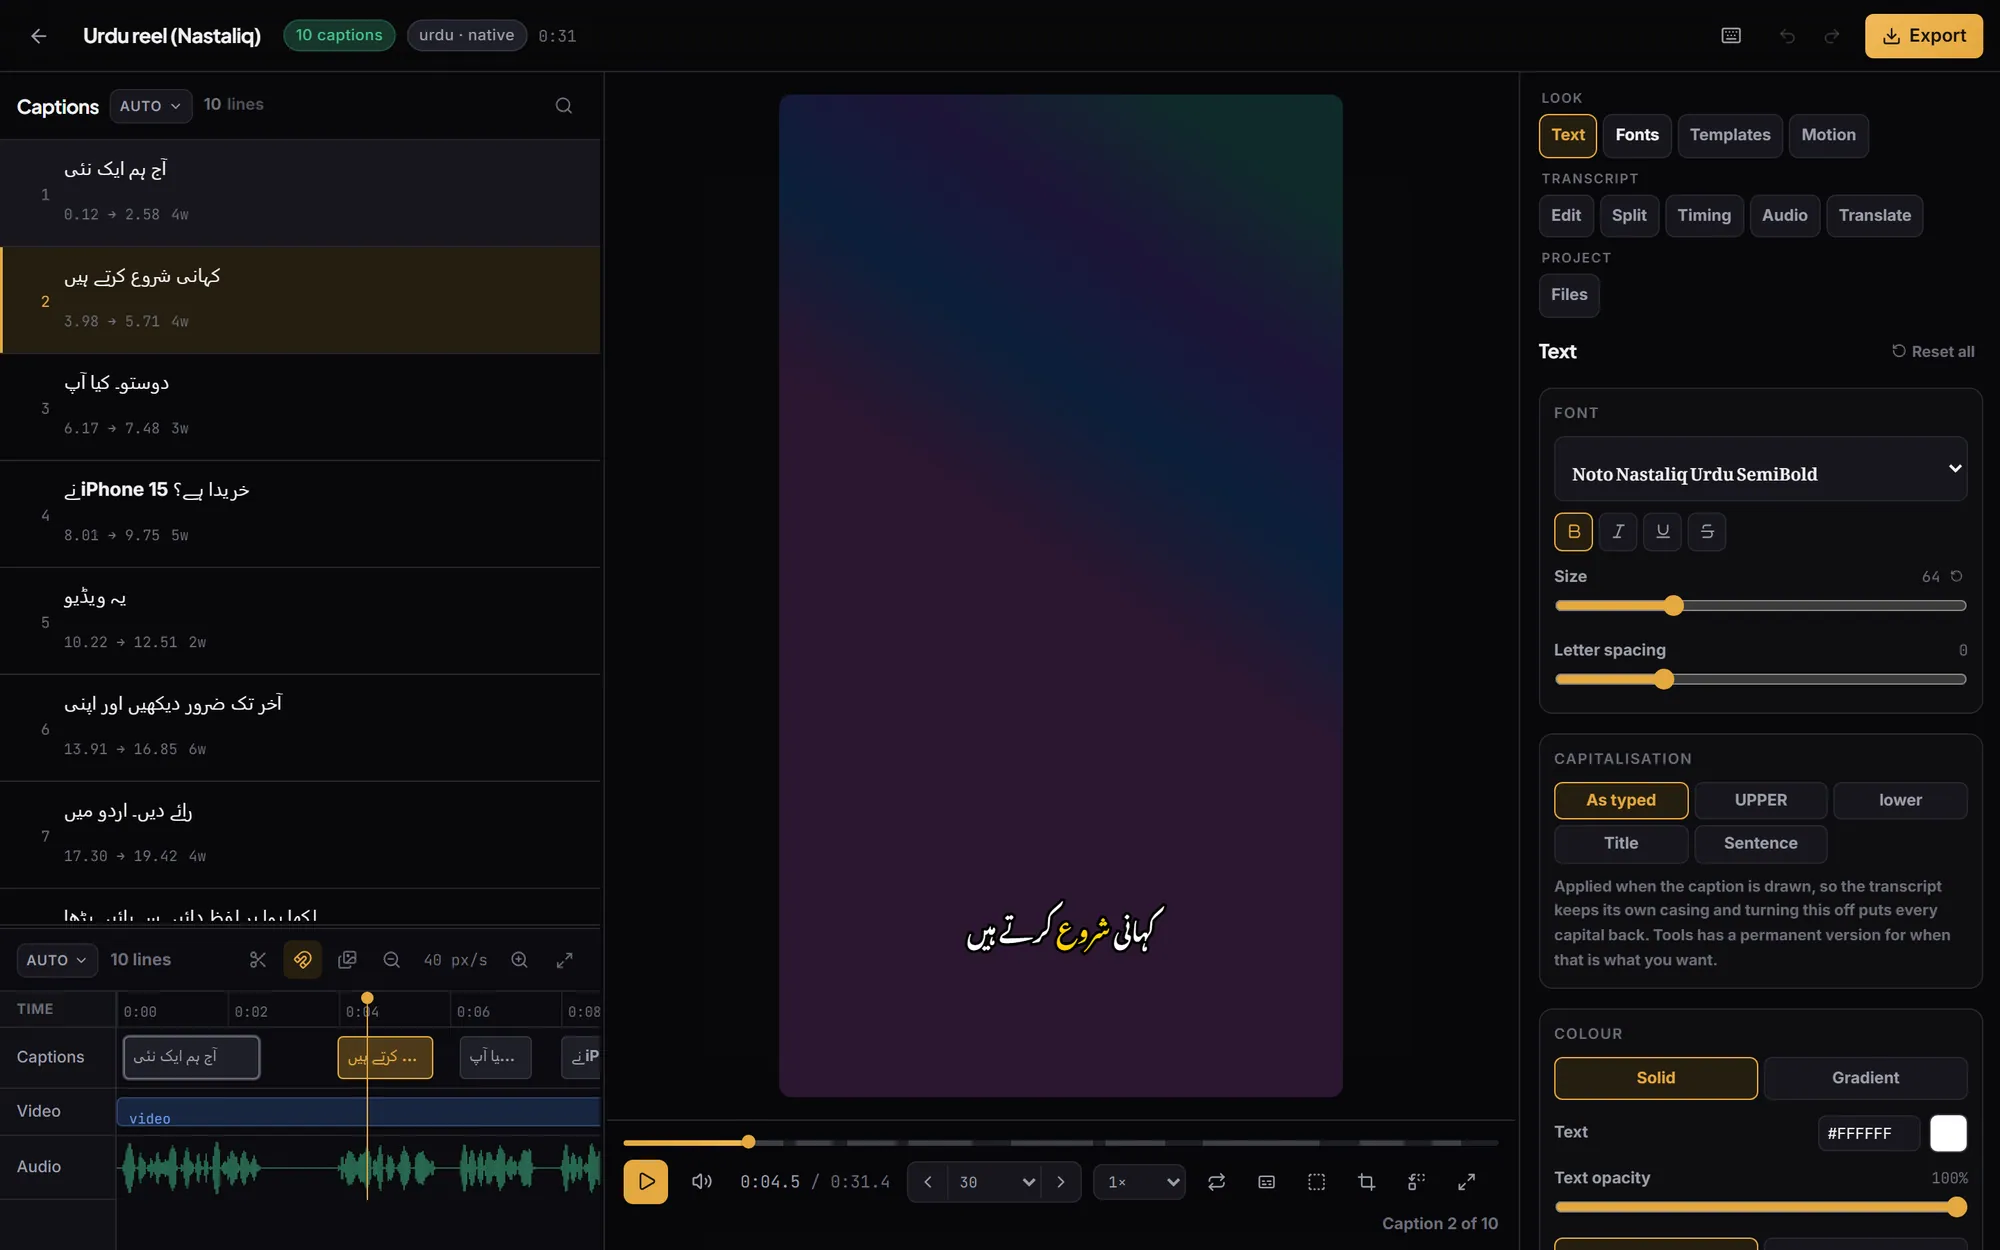 Urdu reel (Nastaliq)
10 captions
urdu · native
0:31
Export
Captions
AUTO
10 lines
آج ہم ایک نئی
1
0.12 → 2.58 4w
کہانی شروع کرتے ہیں
2
3.98 → 5.71 4w
دوستو۔ کیا آپ
3
6.17 → 7.48 3w
نے iPhone 15 خریدا ہے؟
4
8.01 → 9.75 5w
یہ ویڈیو
5
10.22 → 12.51 2w
آخر تک ضرور دیکھیں اور اپنی
6
13.91 → 16.85 6w
رائے دیں۔ اردو میں
7
17.30 → 19.42 4w
لکھا ہوا ہر لفظ دائیں سے بائیں پڑھا
AUTO
10 lines
40 px/s
TIME
0:00
0:02
0:04
0:06
0:08
Captions
آج ہم ایک نئی
کرتے ہیں ...
یا آپ...
نے iP
Video
video
Audio
کہانی شروع کرتے ہیں
0:04.5 / 0:31.4
30
1×
Caption 2 of 10
LOOK
Text
Fonts
Templates
Motion
TRANSCRIPT
Edit
Split
Timing
Audio
Translate
PROJECT
Files
Text
Reset all
FONT
Noto Nastaliq Urdu SemiBold
B
I
U
S
Size
64
Letter spacing
0
CAPITALISATION
As typed
UPPER
lower
Title
Sentence
Applied when the caption is drawn, so the transcript
keeps its own casing and turning this off puts every
capital back. Tools has a permanent version for when
that is what you want.
COLOUR
Solid
Gradient
Text
#FFFFFF
Text opacity
100%